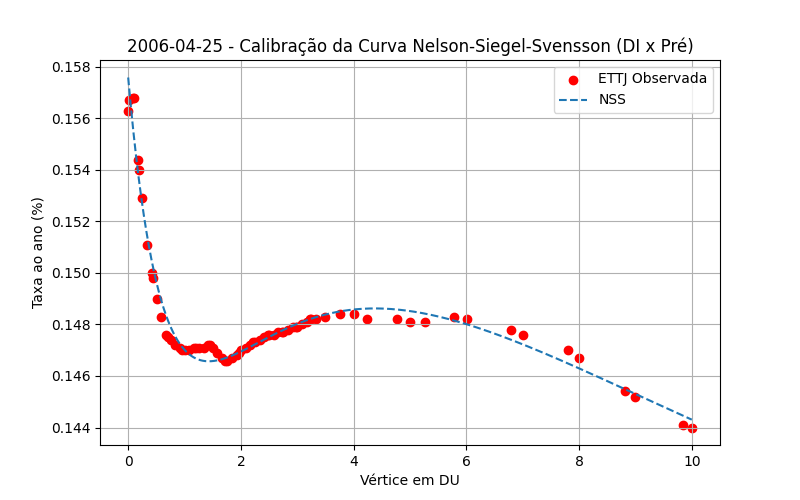 2006-04-25 - Calibração da Curva Nelson-Siegel-Svensson (DI x Pré)
ETTJ Observada
NSS
Taxa ao ano (%)
0.158
0.156
0.154
0.152
0.150
0.148
0.146
0.144
0
2
4
6
8
10
Vértice em DU